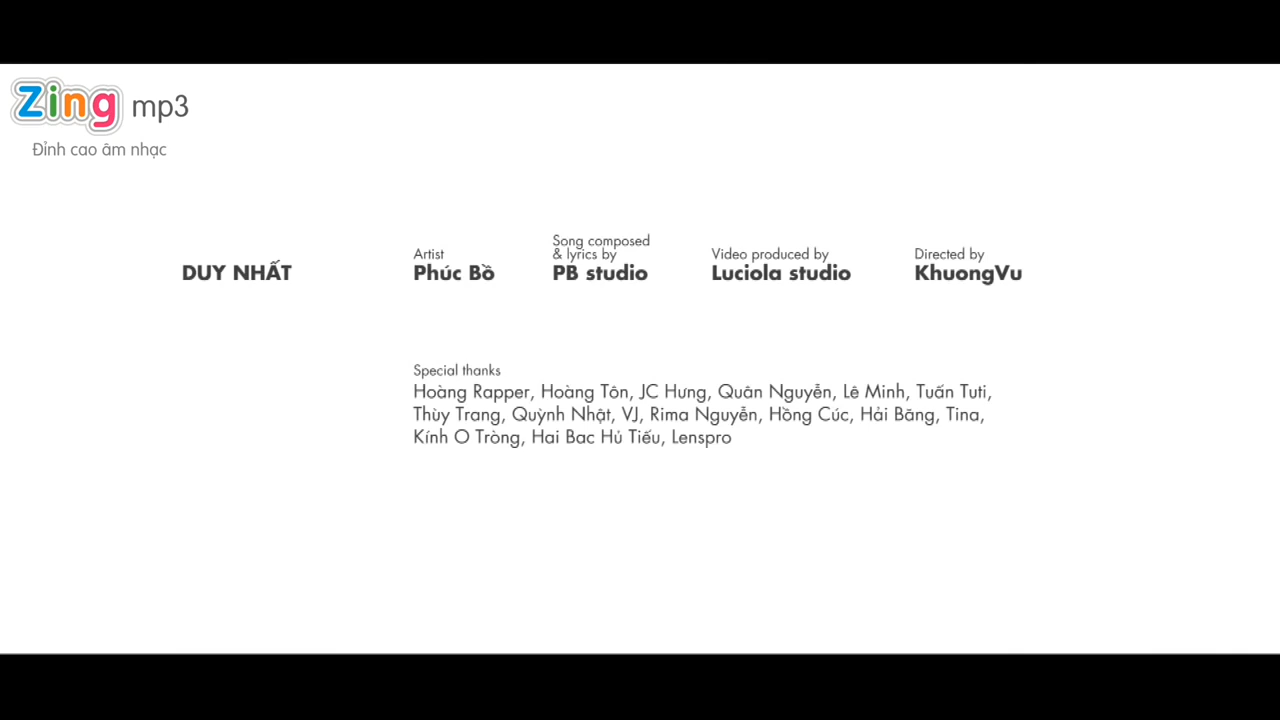 Zing mp3
Đỉnh cao âm nhạc
DUY NHẤT
Artist
Phúc Bồ
Song composed
& lyrics by
PB studio
Video produced by
Luciola studio
Directed by
KhuongVu
Special thanks
Hoàng Rapper, Hoàng Tôn, JC Hưng, Quân Nguyễn, Lê Minh, Tuấn Tuti,
Thùy Trang, Quỳnh Nhật, VJ, Rima Nguyễn, Hồng Cúc, Hải Băng, Tina,
Kính O Tròng, Hai Bac Hủ Tiếu, Lenspro